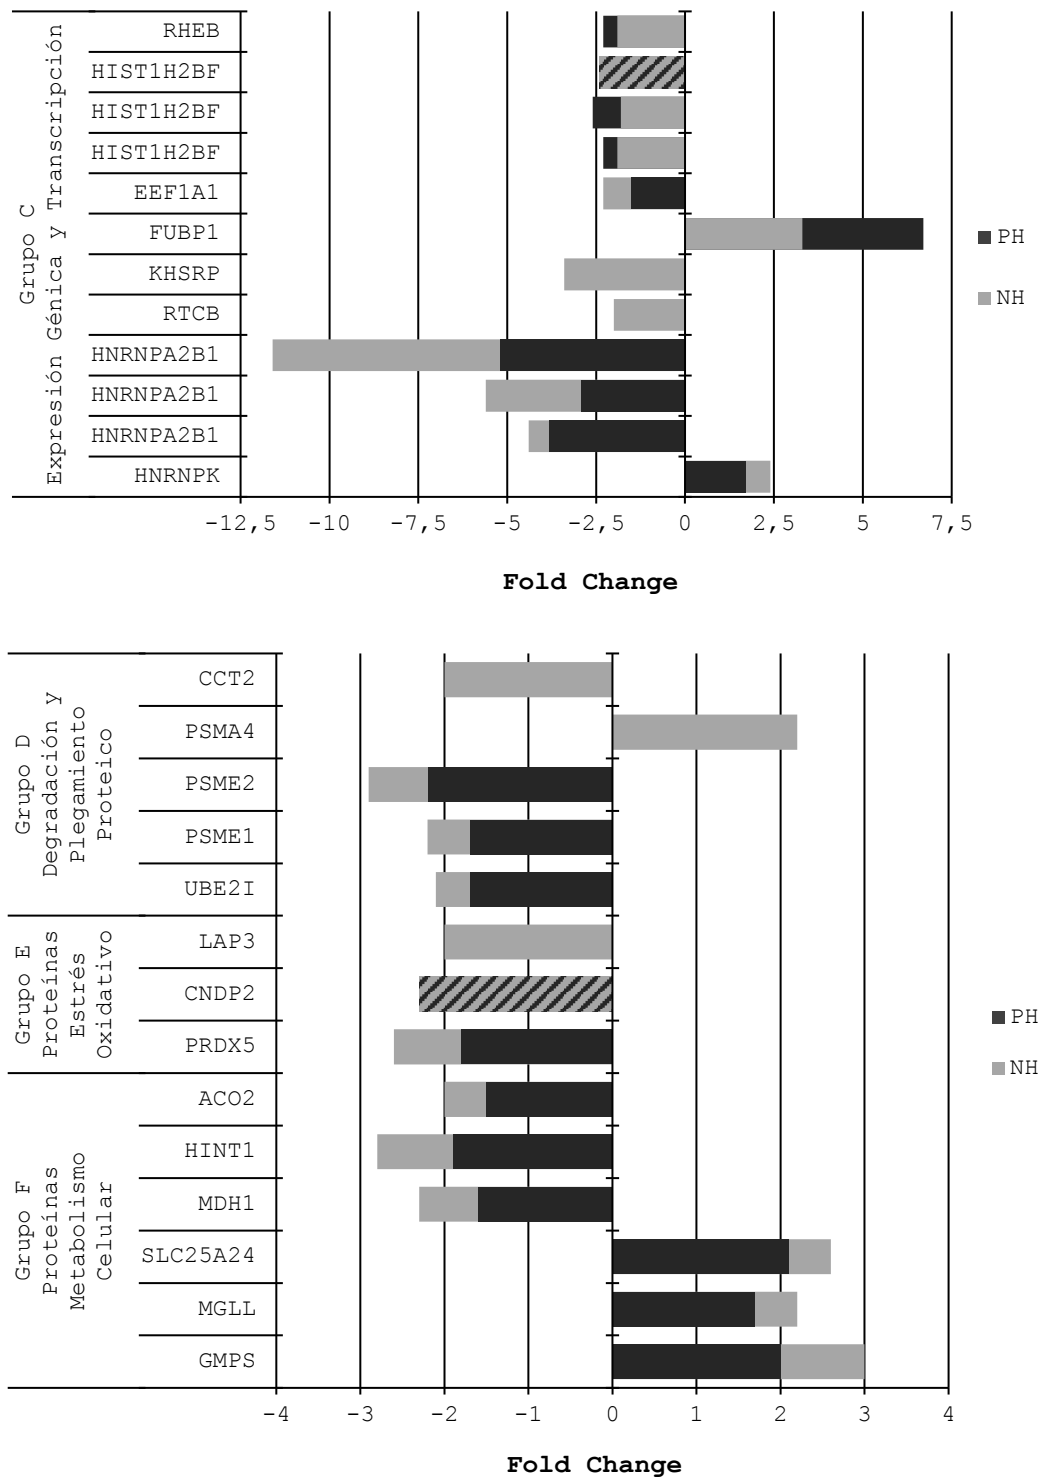 Grupo C
Expresión Génica y Transcripción
RHEB
HIST1H2BF
HIST1H2BF
HIST1H2BF
EEF1A1
FUBP1
KHSRP
RTCB
HNRNPA2B1
HNRNPA2B1
HNRNPA2B1
HNRNPK
-12,5 -10 -7,5 -5 -2,5 0 2,5 5 7,5
Fold Change
PH
NH
Grupo D
Degradación y
Plegamiento
Proteico
CCT2
PSMA4
PSME2
PSME1
UBE2I
Grupo E
Proteínas
Estrés
Oxidativo
LAP3
CNDP2
PRDX5
Grupo F
Proteínas
Metabolismo
Celular
ACO2
HINT1
MDH1
SLC25A24
MGLL
GMPS
-4 -3 -2 -1 0 1 2 3 4
Fold Change
PH
NH